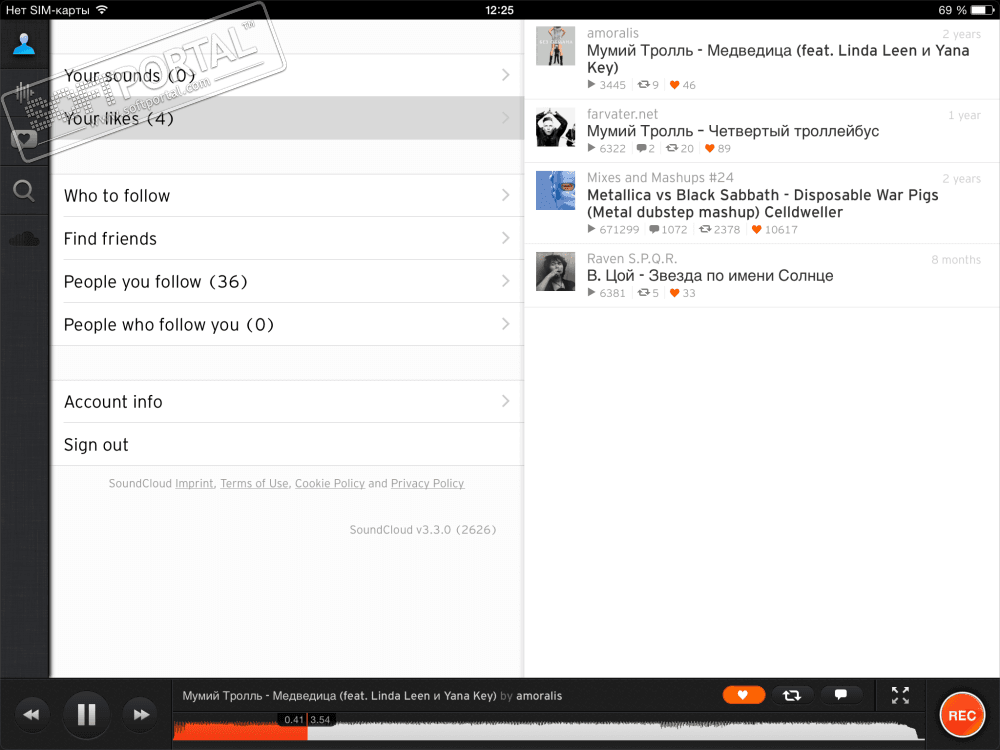 Нет SIM-карты
12:25
69 %
SOFTPORTAL™
www.softportal.com
Your sounds (0)
Your likes (4)
Who to follow
Find friends
People you follow (36)
People who follow you (0)
Account info
Sign out
SoundCloud Imprint, Terms of Use, Cookie Policy and Privacy Policy
SoundCloud v3.3.0 (2626)
amoralis
2 years
Мумий Тролль - Медведица (feat. Linda Leen и Yana
Key)
3445 9 46
farvater.net
1 year
Мумий Тролль – Четвертый троллейбус
6322 2 20 89
Mixes and Mashups #24
2 years
Metallica vs Black Sabbath - Disposable War Pigs
(Metal dubstep mashup) Celldweller
671299 1072 2378 10617
Raven S.P.Q.R.
8 months
В. Цой - Звезда по имени Солнце
6381 5 33
Мумий Тролль - Медведица (feat. Linda Leen и Yana Key) by amoralis
0.41 3.54
REC